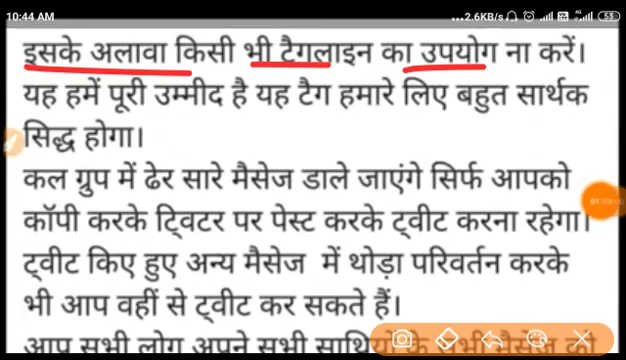 10:44 AM ...2.6KB/s 53
इसके अलावा किसी भी टैगलाइन का उपयोग ना करें।
यह हमें पूरी उम्मीद है यह टैग हमारे लिए बहुत सार्थक
सिद्ध होगा।
कल ग्रुप में ढेर सारे मैसेज डाले जाएंगे सिर्फ आपको
कॉपी करके ट्विटर पर पेस्ट करके ट्वीट करना रहेगा।
ट्वीट किए हुए अन्य मैसेज में थोड़ा परिवर्तन करके
भी आप वहीं से ट्वीट कर सकते हैं।
आप सभी लोग अपने सभी साथियों के